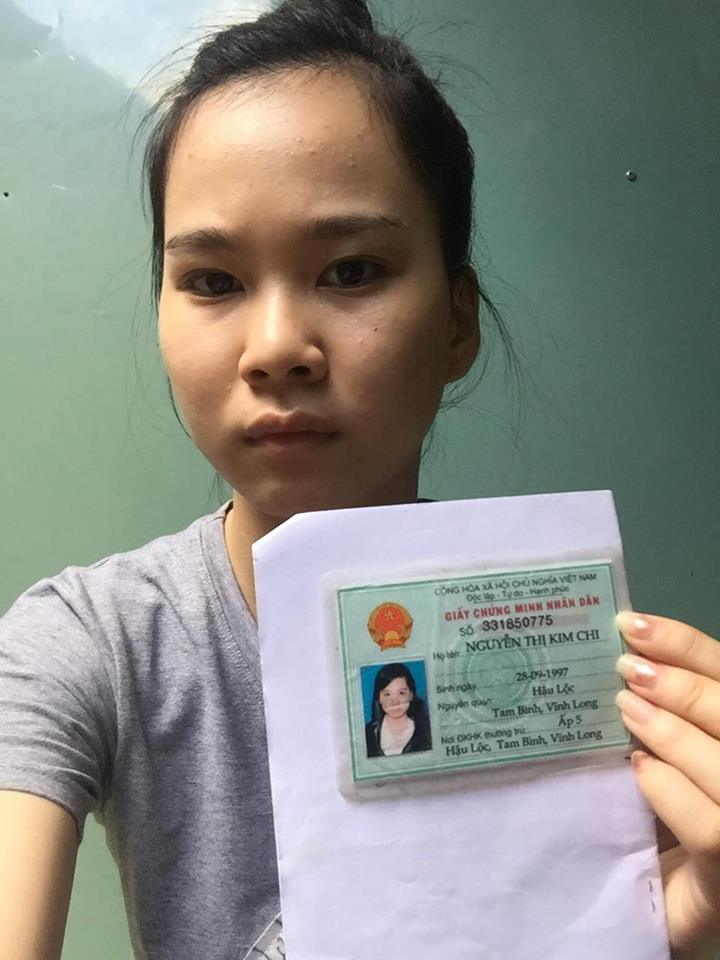 CỘNG HÒA XÃ HỘI CHỦ NGHĨA VIỆT NAM
Độc lập - Tự do - Hạnh phúc
GIẤY CHỨNG MINH NHÂN DÂN
SỐ 331850775
Họ tên: NGUYỄN THỊ KIM CHI
Sinh ngày 28-09-1997
Nguyên quán: Hậu Lộc
Tam Bình, Vĩnh Long
Nơi ĐKHK thường trú: Ấp 5
Hậu Lộc, Tam Bình, Vĩnh Long